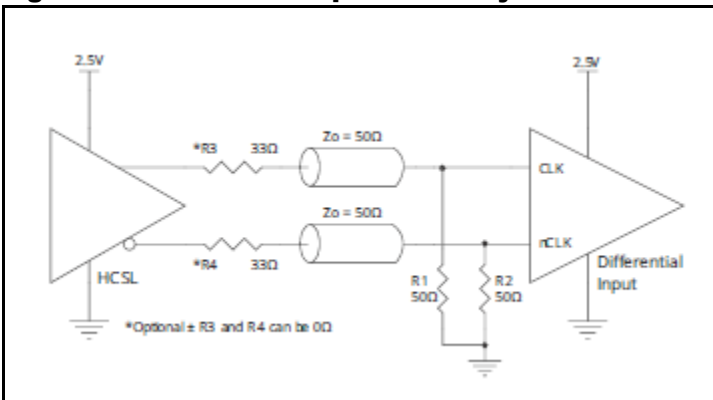 2.5V
2.5V
*R3 33Ω
Zo = 50Ω
CLK
Zo = 50Ω
nCLK
*R4 33Ω
HCSL
Differential
Input
R1
50Ω
R2
50Ω
*Optional ± R3 and R4 can be 0Ω